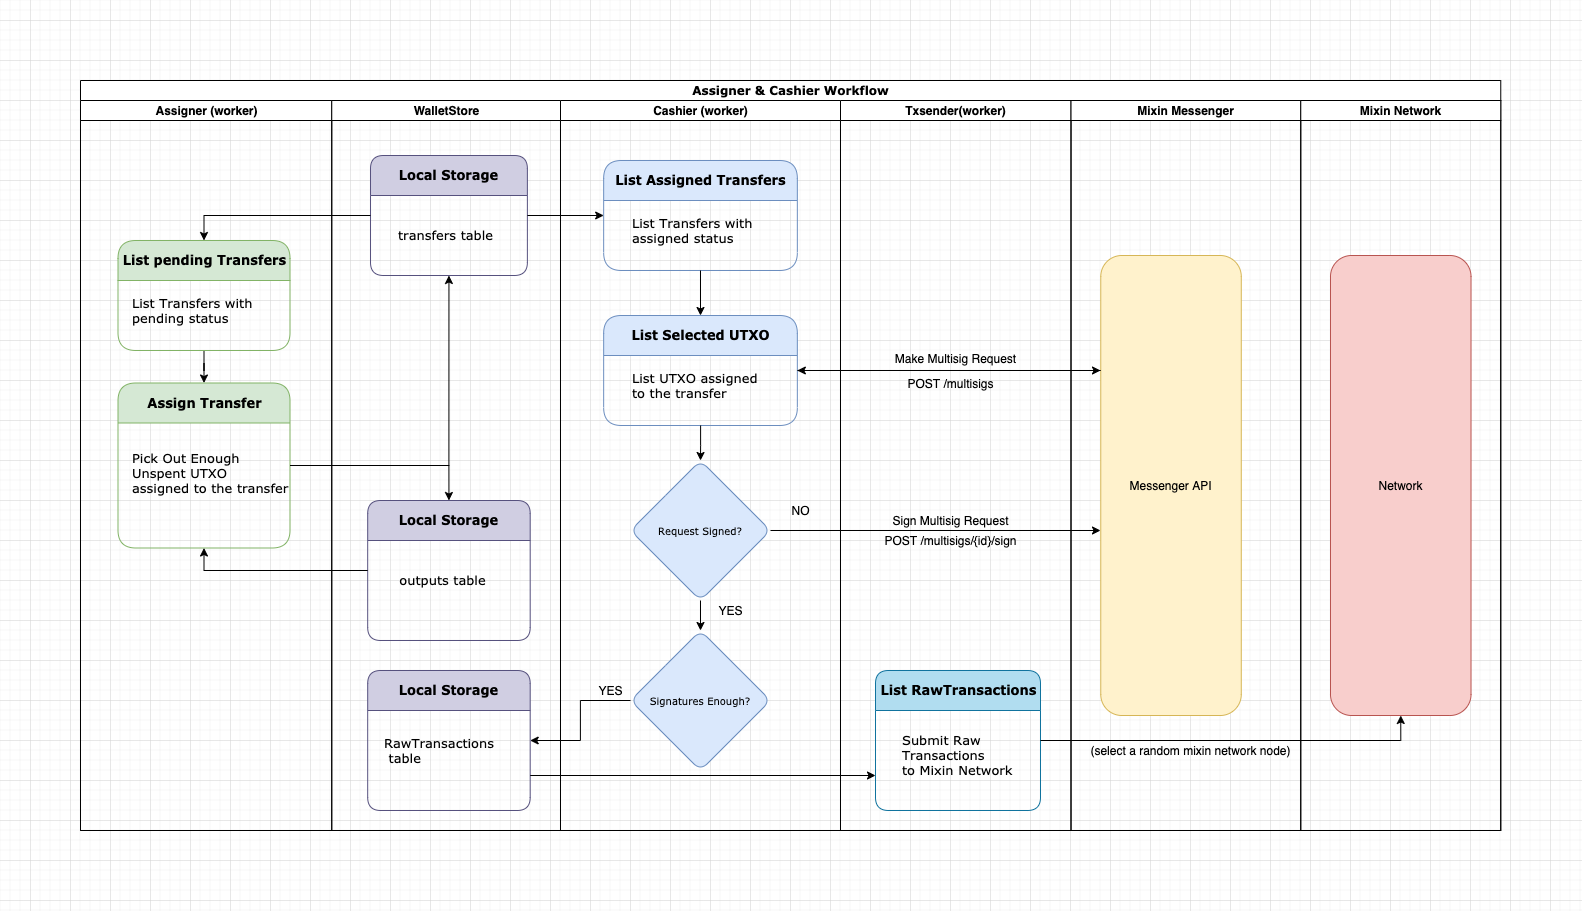 Assigner & Cashier Workflow
Assigner (worker)
WalletStore
Cashier (worker)
Txsender(worker)
Mixin Messenger
Mixin Network
List pending Transfers
List Transfers with
pending status
Assign Transfer
Pick Out Enough
Unspent UTXO
assigned to the transfer
Local Storage
transfers table
Local Storage
outputs table
Local Storage
RawTransactions
table
List Assigned Transfers
List Transfers with
assigned status
List Selected UTXO
List UTXO assigned
to the transfer
Request Signed?
NO
YES
Signatures Enough?
YES
Make Multisig Request
POST /multisigs
Sign Multisig Request
POST /multisigs/{id}/sign
List RawTransactions
Submit Raw
Transactions
to Mixin Network
(select a random mixin network node)
Messenger API
Network